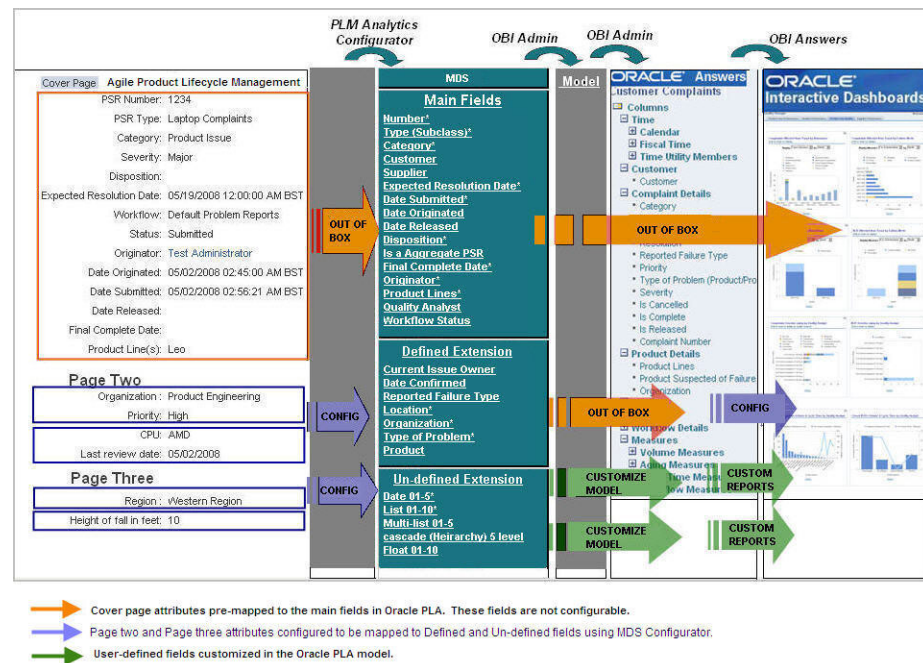 PLM Analytics
Configurator
OBI Admin
OBI Admin
OBI Answers
Cover Page Agile Product Lifecycle Management
PSR Number: 1234
PSR Type: Laptop Complaints
Category: Product Issue
Severity: Major
Disposition:
Expected Resolution Date: 05/19/2008 12:00:00 AM BST
Workflow: Default Problem Reports
Status: Submitted
Originator: Test Administrator
Date Originated: 05/02/2008 02:45:00 AM BST
Date Submitted: 05/02/2008 02:56:21 AM BST
Date Released:
Final Complete Date:
Product Line(s): Leo
Page Two
Organization : Product Engineering
Priority: High
CPU: AMD
Last review date: 05/02/2008
Page Three
Region : Western Region
Height of fall in feet: 10
OUT OF
BOX
CONFIG
CONFIG
MDS
Main Fields
Number*
Type (Subclass)*
Category*
Customer
Supplier
Expected Resolution Date*
Date Submitted*
Date Originated
Date Released
Disposition*
Is a Aggregate PSR
Final Complete Date*
Originator*
Product Lines*
Quality Analyst
Workflow Status
Defined Extension
Current Issue Owner
Date Confirmed
Reported Failure Type
Location*
Organization*
Type of Problem*
Product
Un-defined Extension
Date 01-5*
List 01-10*
Multi-list 01-5
cascade (Heirarchy) 5 level
Float 01-10
Model
ORACLE Answers
Customer Complaints
Columns
Time
Calendar
Fiscal Time
Time Utility Members
Customer
Customer
Complaint Details
Category
OUT OF BOX
Resolution
Reported Failure Type
Priority
Type of Problem (Product/Pro
Severity
Is Cancelled
Is Complete
Is Released
Complaint Number
Product Details
Product Lines
Product Suspected of Failure
Organization
OUT OF BOX
CONFIG
Workflow Details
Measures
Volume Measures
Aging Measures
Time Measures
CUSTOMIZE
MODEL
CUSTOM
REPORTS
CUSTOMIZE
MODEL
CUSTOM
REPORTS
ORACLE
Interactive Dashboards
Cover page attributes pre-mapped to the main fields in Oracle PLA. These fields are not configurable.
Page two and Page three attributes configured to be mapped to Defined and Un-defined fields using MDS Configurator.
User-defined fields customized in the Oracle PLA model.